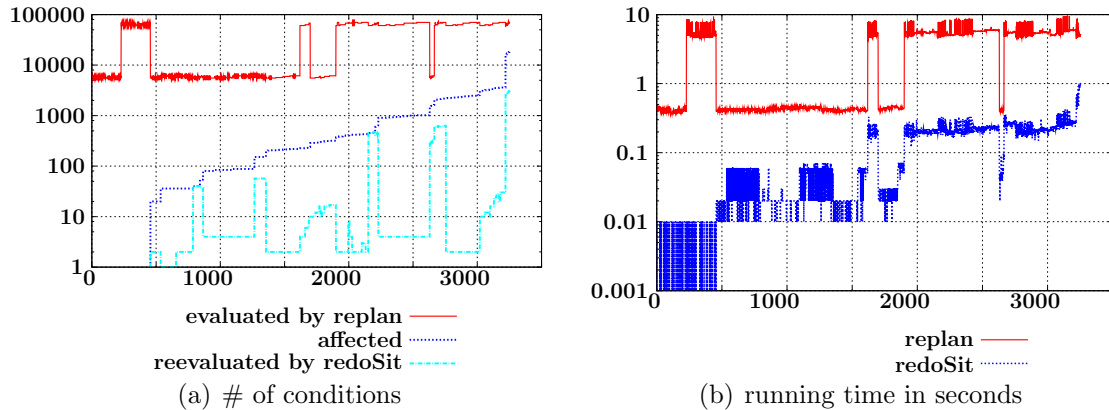 100000
10000
1000
100
10
1
0
1000
2000
3000
evaluated by replan
affected
reevaluated by redoSit
(a) # of conditions
10
1
0.1
0.01
0.001
0
1000
2000
3000
replan
redoSit
(b) running time in seconds